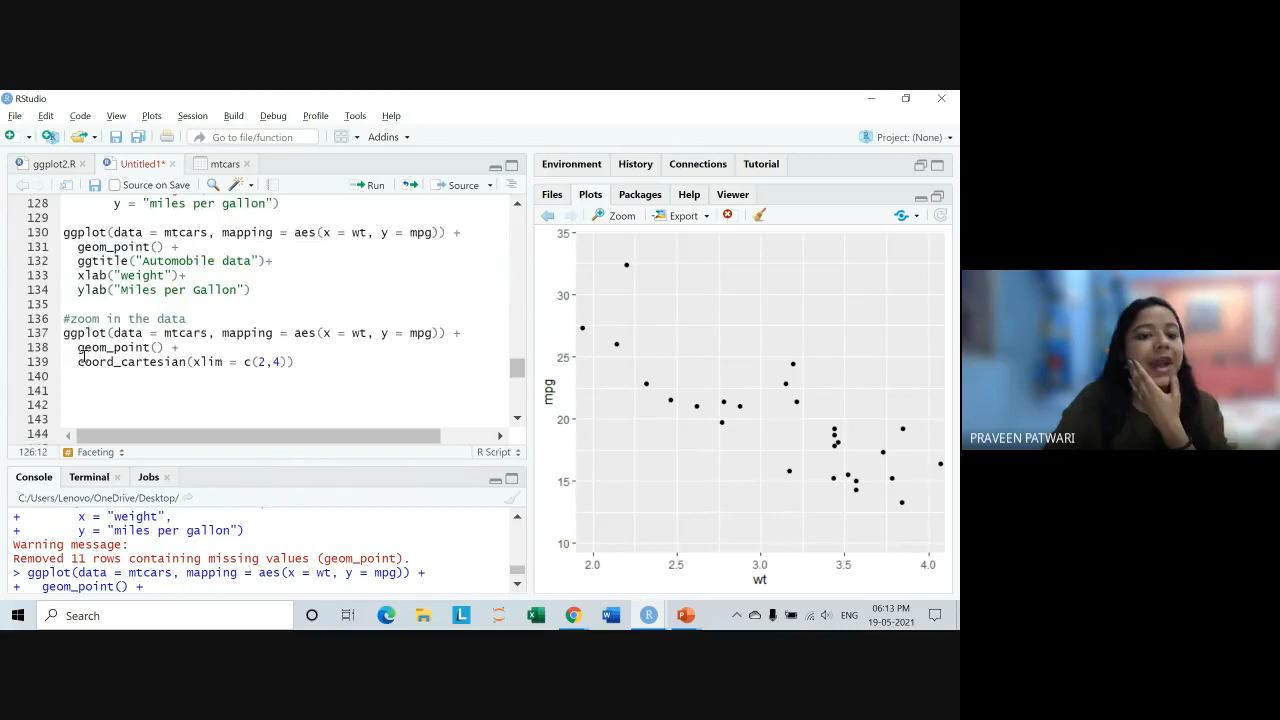 RStudio
File Edit Code View Plots Session Build Debug Profile Tools Help
Go to file/function Addins Project: (None)
ggplot2.R Untitled1* mtcars
Source on Save Run Source
128 y = "miles per gallon")
129
130 ggplot(data = mtcars, mapping = aes(x = wt, y = mpg)) +
131 geom_point() +
132 ggtitle("Automobile data")+
133 xlab("weight")+
134 ylab("Miles per Gallon")
135
136 #zoom in the data
137 ggplot(data = mtcars, mapping = aes(x = wt, y = mpg)) +
138 geom_point() +
139 coord_cartesian(xlim = c(2,4))
140
141
142
143
144
126:12 # Faceting R Script
Console Terminal Jobs
C:/Users/Lenovo/OneDrive/Desktop/
+ x = "weight",
+ y = "miles per gallon")
Warning message:
Removed 11 rows containing missing values (geom_point).
> ggplot(data = mtcars, mapping = aes(x = wt, y = mpg)) +
+ geom_point() +
Environment History Connections Tutorial
Files Plots Packages Help Viewer
Zoom Export
35
30
25
20
15
10
mpg
2.0 2.5 3.0 3.5 4.0
wt
PRAVEEN PATWARI
Search
ENG
06:13 PM
19-05-2021